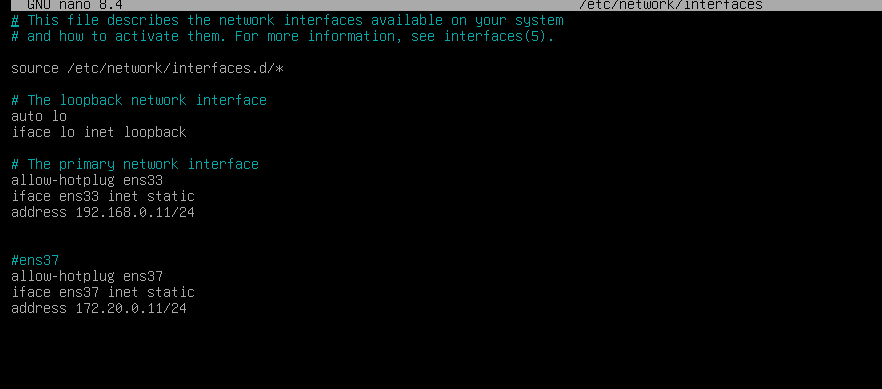 GNU nano 8.4 /etc/network/interfaces
# This file describes the network interfaces available on your system
# and how to activate them. For more information, see interfaces(5).
source /etc/network/interfaces.d/*
# The loopback network interface
auto lo
iface lo inet loopback
# The primary network interface
allow-hotplug ens33
iface ens33 inet static
address 192.168.0.11/24
#ens37
allow-hotplug ens37
iface ens37 inet static
address 172.20.0.11/24